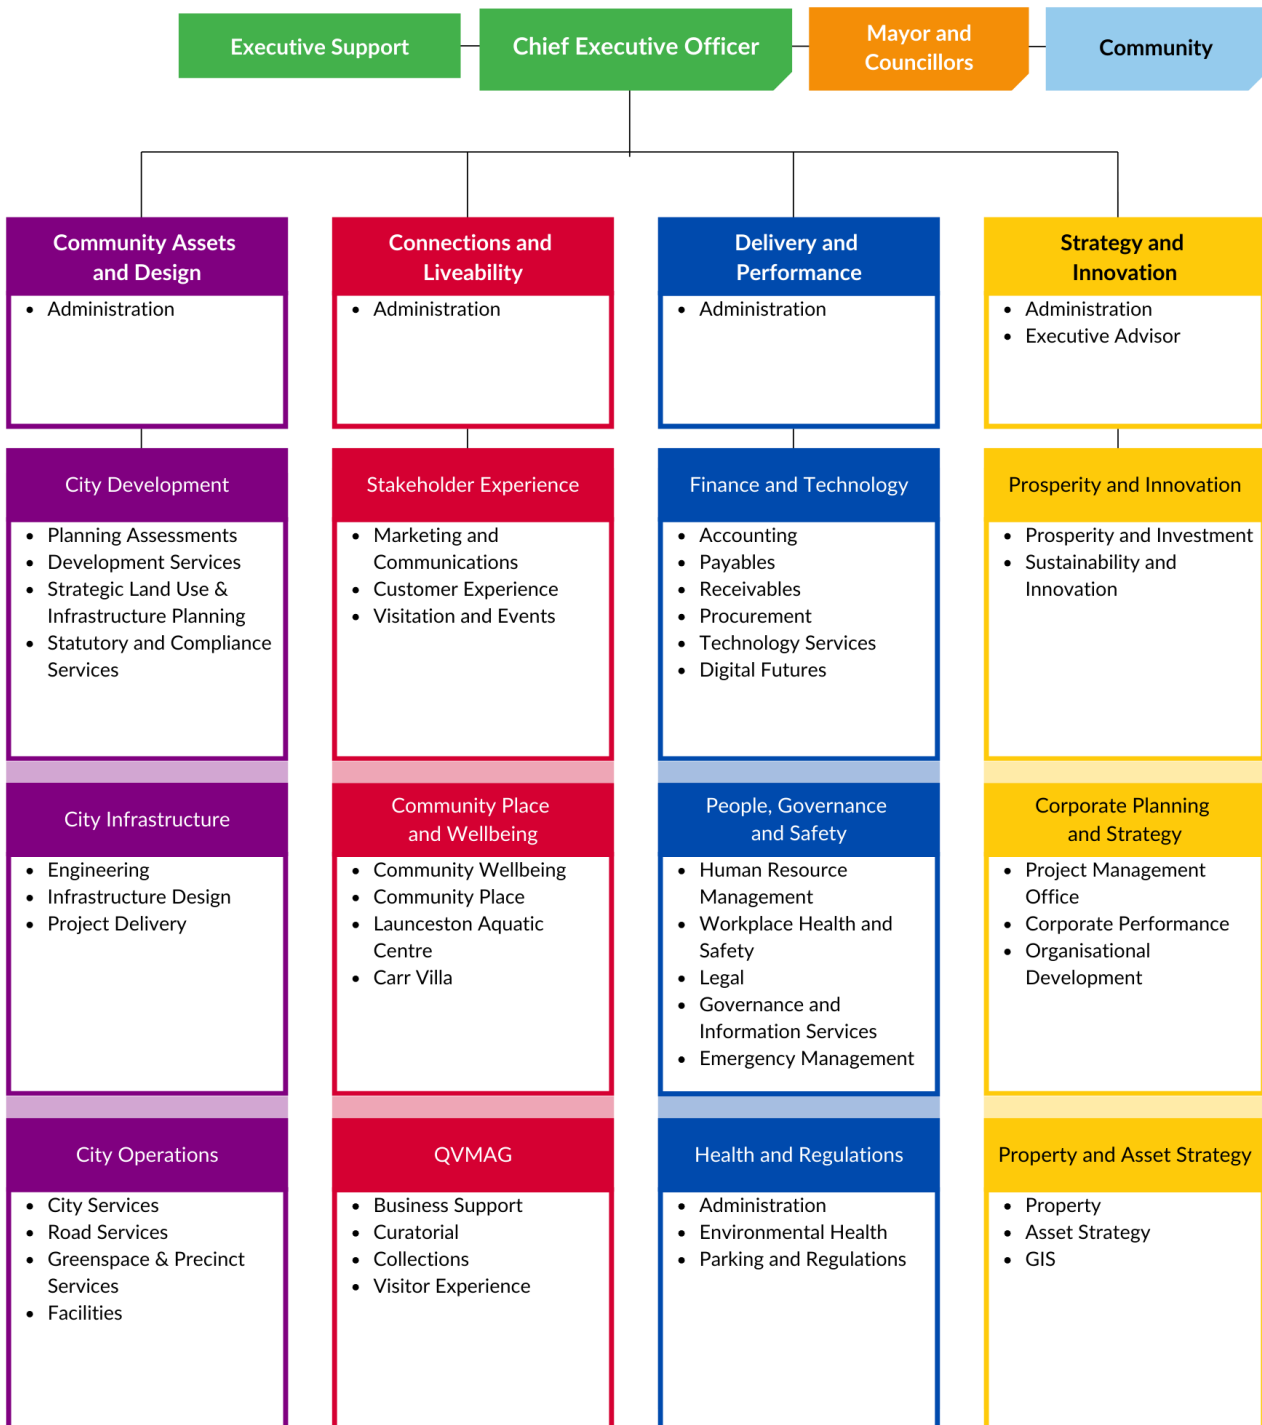 Executive Support
Chief Executive Officer
Mayor and
Councillors
Community
Community Assets
and Design
• Administration
Connections and
Liveability
• Administration
Delivery and
Performance
• Administration
Strategy and
Innovation
• Administration
• Executive Advisor
City Development
• Planning Assessments
• Development Services
• Strategic Land Use &
Infrastructure Planning
• Statutory and Compliance
Services
Stakeholder Experience
• Marketing and
Communications
• Customer Experience
• Visitation and Events
Finance and Technology
• Accounting
• Payables
• Receivables
• Procurement
• Technology Services
• Digital Futures
Prosperity and Innovation
• Prosperity and Investment
• Sustainability and
Innovation
City Infrastructure
• Engineering
• Infrastructure Design
• Project Delivery
Community Place
and Wellbeing
• Community Wellbeing
• Community Place
• Launceston Aquatic
Centre
• Carr Villa
People, Governance
and Safety
• Human Resource
Management
• Workplace Health and
Safety
• Legal
• Governance and
Information Services
• Emergency Management
Corporate Planning
and Strategy
• Project Management
Office
• Corporate Performance
• Organisational
Development
City Operations
• City Services
• Road Services
• Greenspace & Precinct
Services
• Facilities
QVMAG
• Business Support
• Curatorial
• Collections
• Visitor Experience
Health and Regulations
• Administration
• Environmental Health
• Parking and Regulations
Property and Asset Strategy
• Property
• Asset Strategy
• GIS